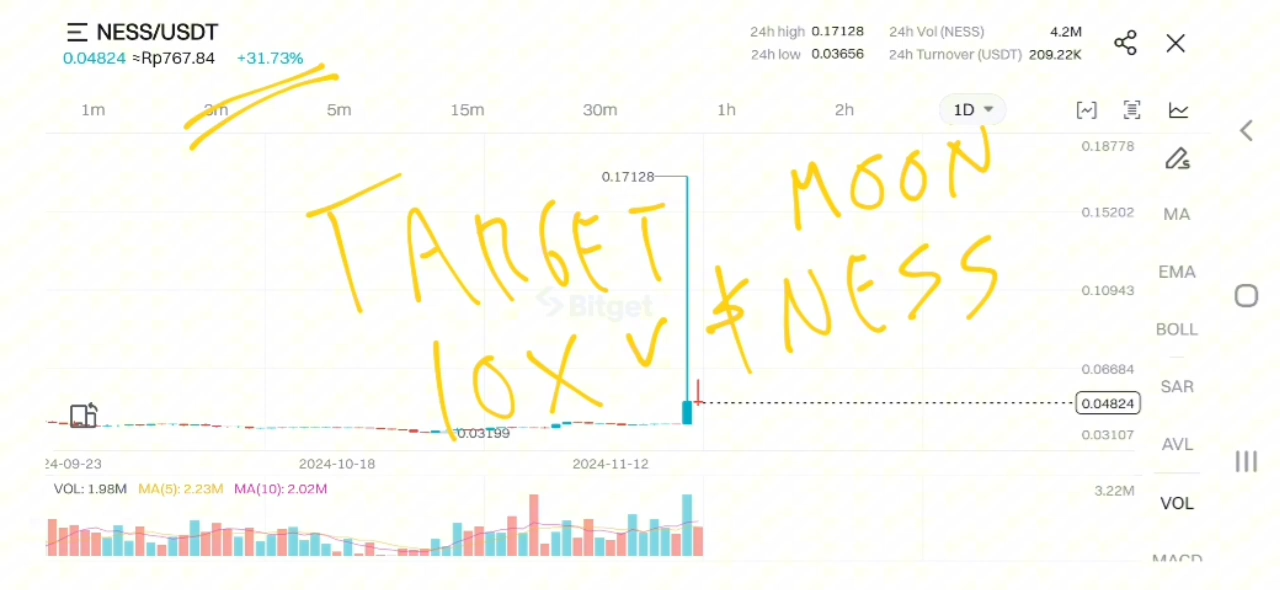 NESS/USDT
0.04824 ≈Rp767.84 +31.73%
24h high 0.17128 24h Vol (NESS) 4.2M
24h low 0.03656 24h Turnover (USDT) 209.22K
1m 3m 5m 15m 30m 1h 2h 1D
TARGET MOON
10X $NESS
0.17128
0.03199
Bitget
0.18778
0.15202
0.10943
0.06684
0.04824
0.03107
MA
EMA
BOLL
SAR
AVL
VOL
MACD
24-09-23 2024-10-18 2024-11-12
VOL: 1.98M MA(5): 2.23M MA(10): 2.02M
3.22M